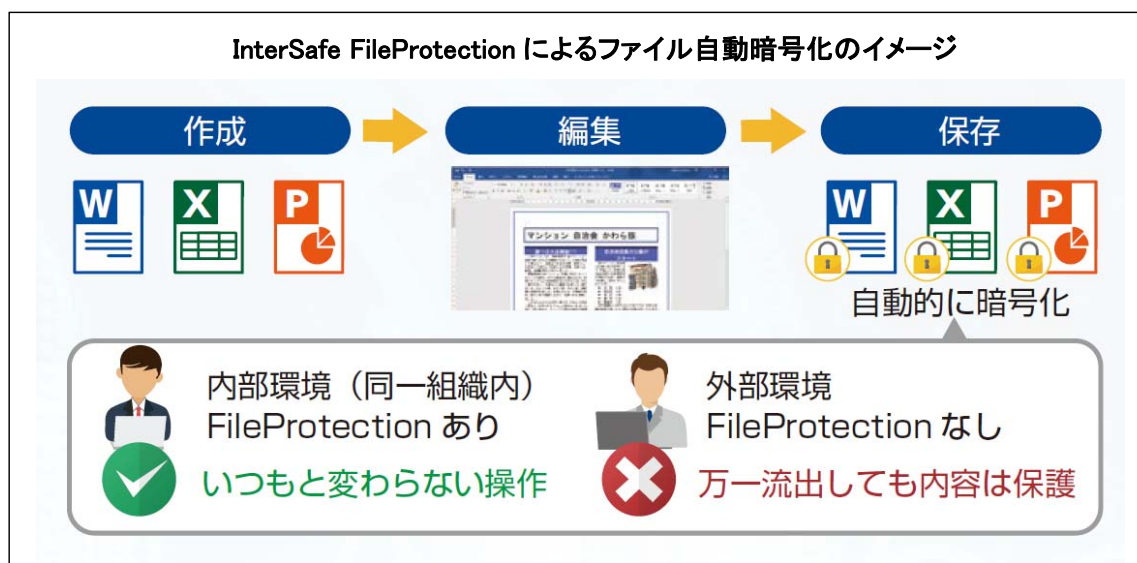 InterSafe FileProtection によるファイル自動暗号化のイメージ
作成
編集
保存
W
X
P
マンション 自治会 かわら版
W
X
P
自動的に暗号化
内部環境（同一組織内）
FileProtection あり
いつもと変わらない操作
外部環境
FileProtection なし
万一流出しても内容は保護